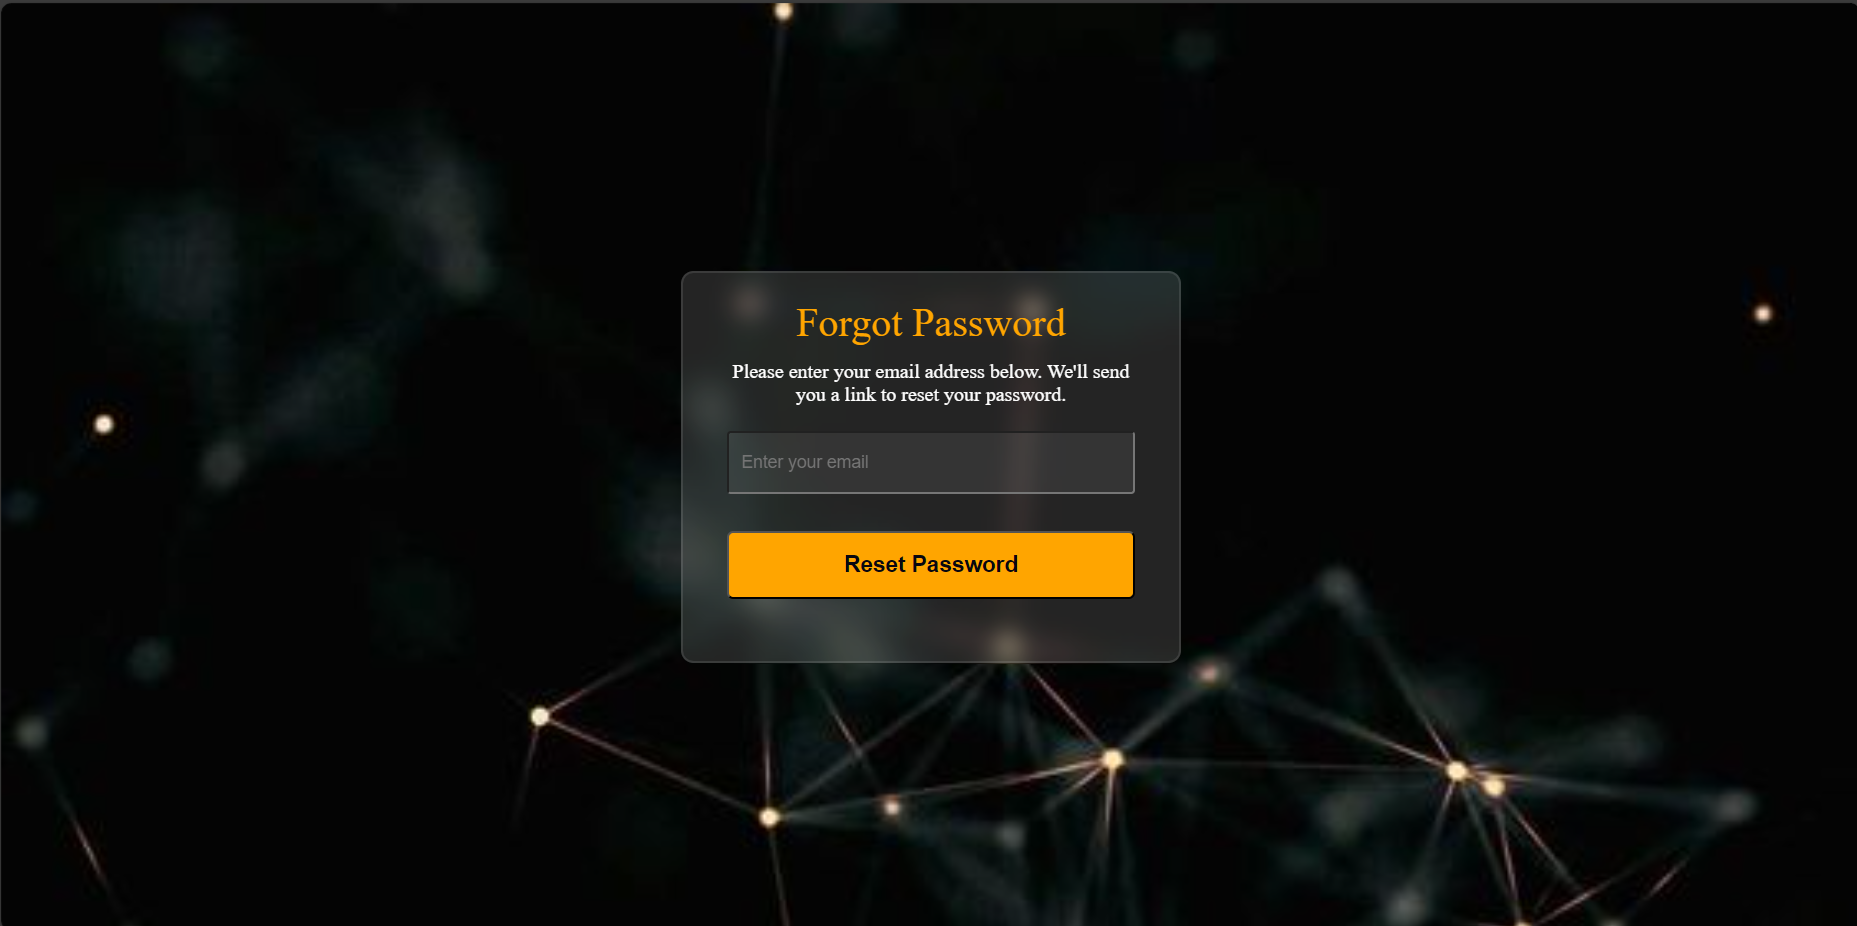 Forgot Password
Please enter your email address below. We'll send
you a link to reset your password.
Enter your email
Reset Password